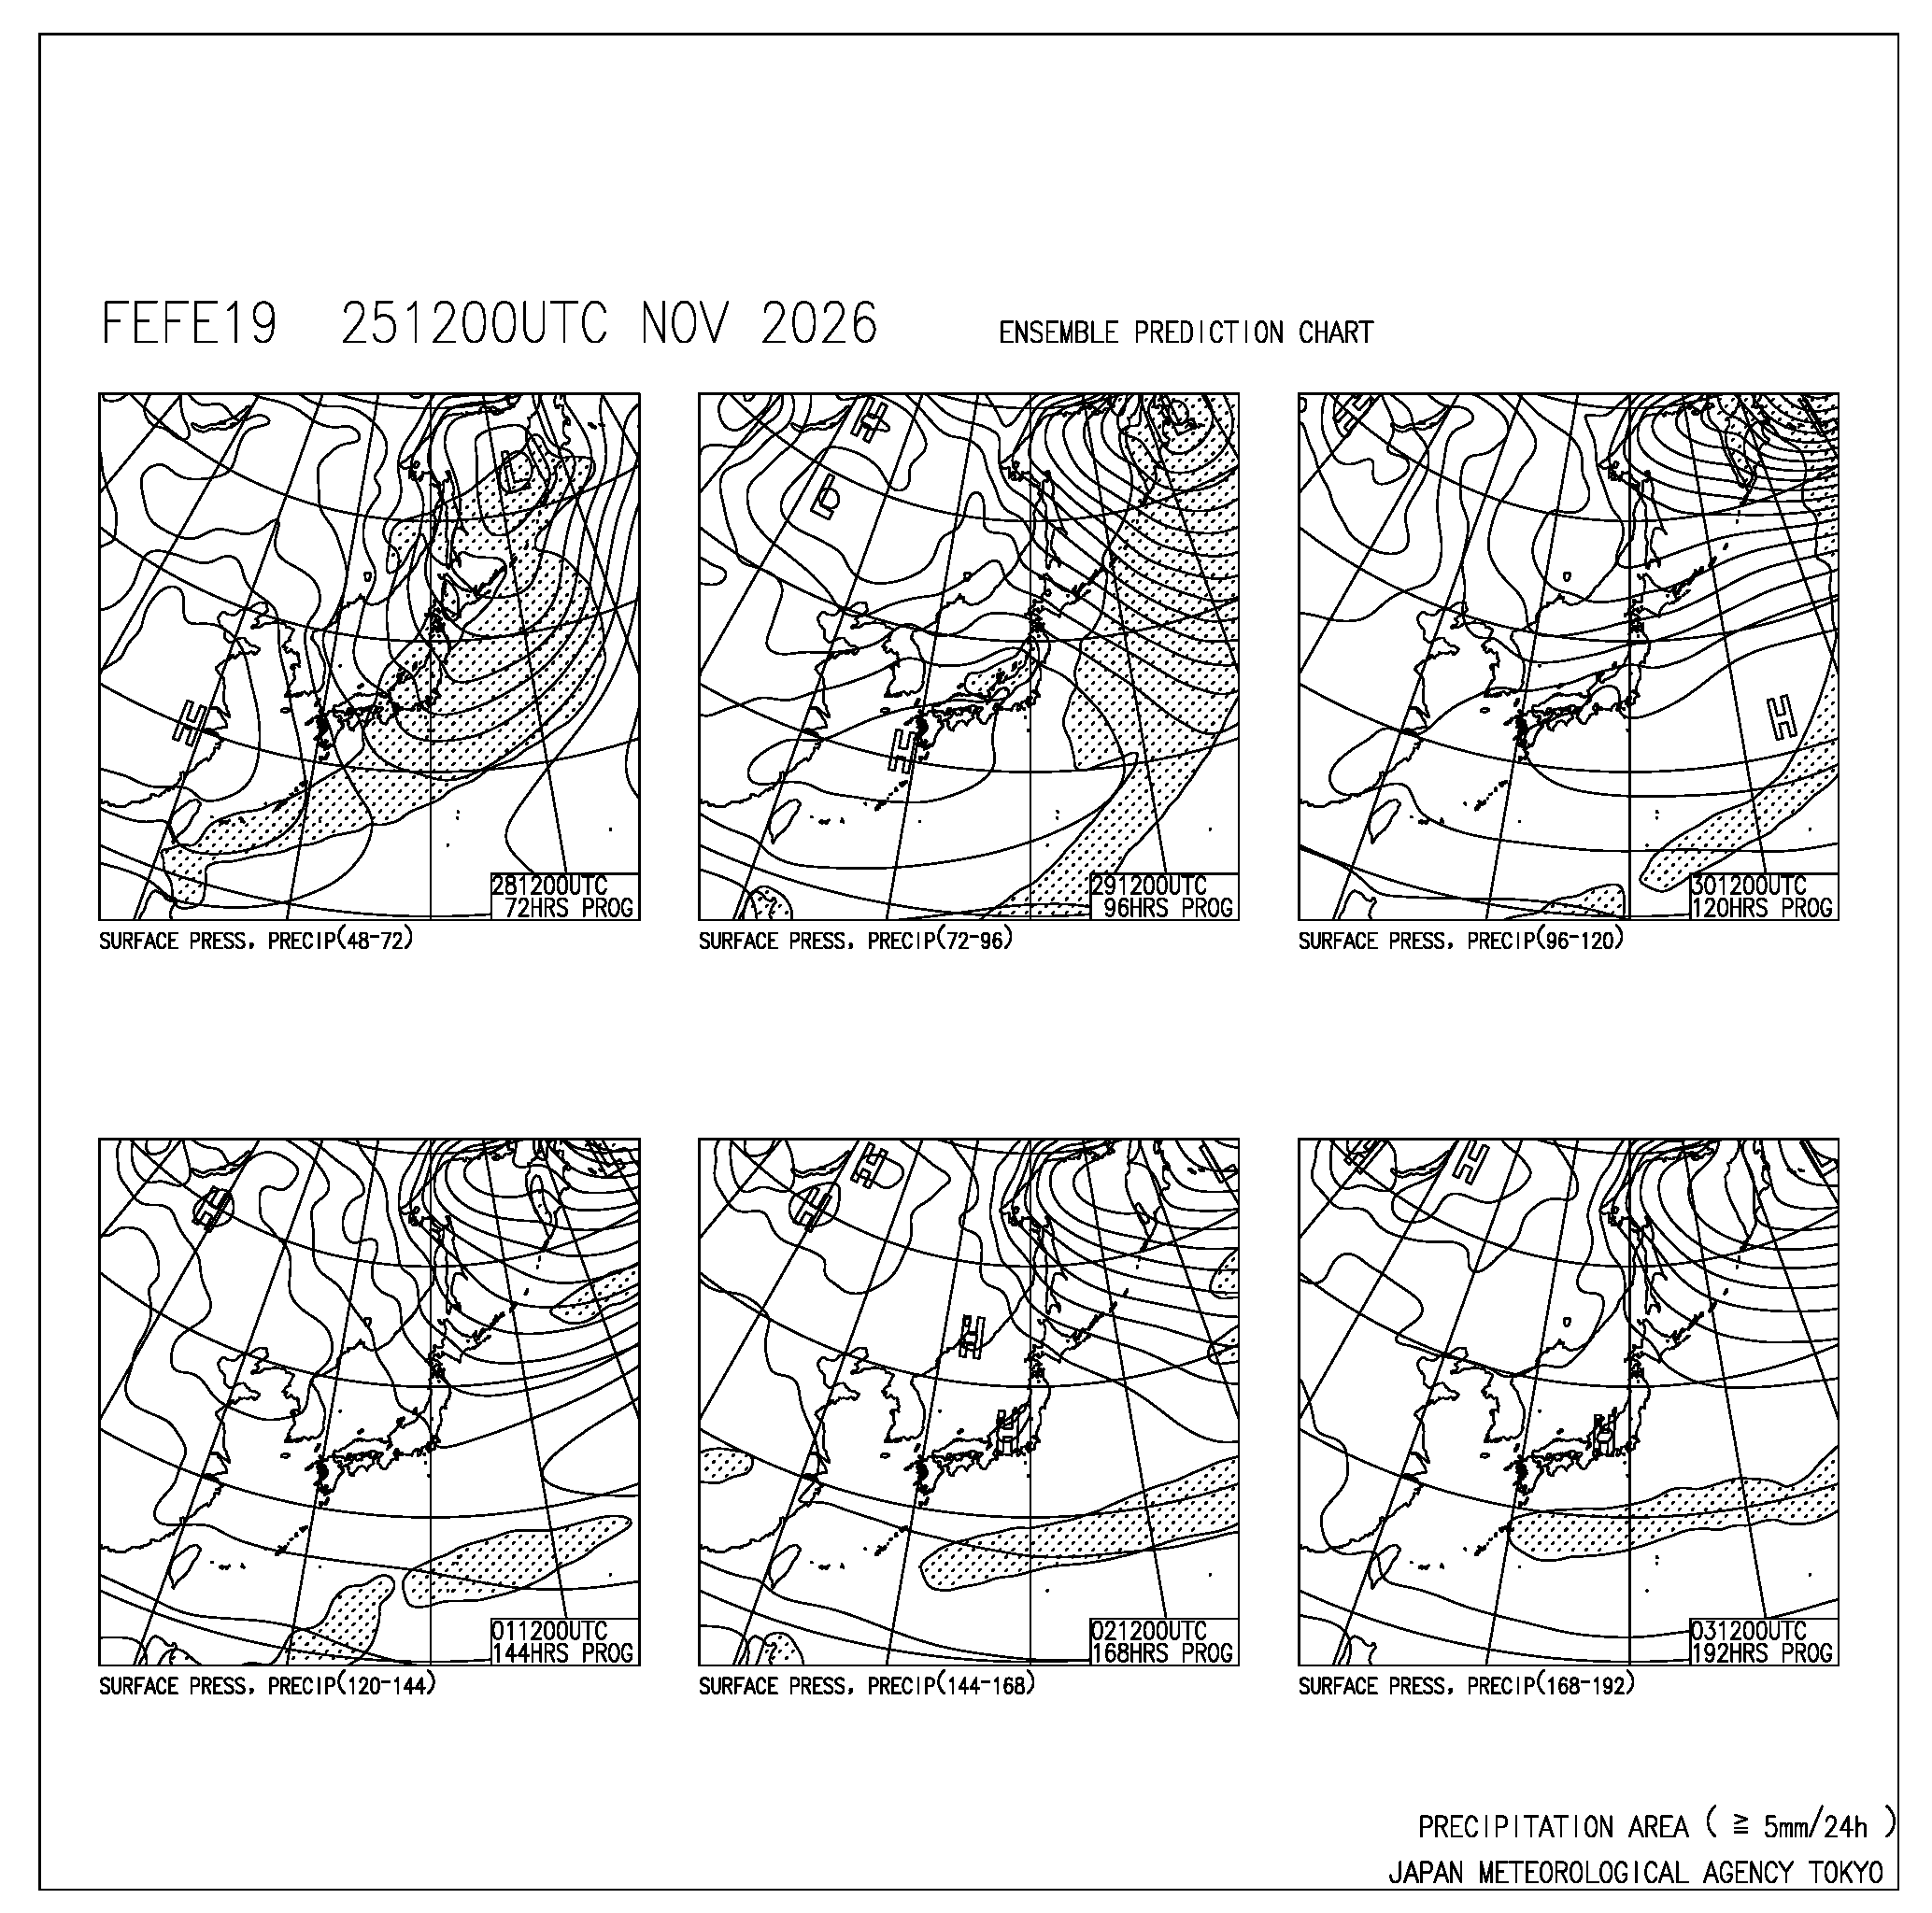 FEFE19 251200UTC NOV 2026 ENSEMBLE PREDICTION CHART
L
H
281200UTC
72HRS PROG
SURFACE PRESS, PRECIP(48-72)
H
L
L
H
291200UTC
96HRS PROG
SURFACE PRESS, PRECIP(72-96)
H
H
301200UTC
120HRS PROG
SURFACE PRESS, PRECIP(96-120)
H
L
011200UTC
144HRS PROG
SURFACE PRESS, PRECIP(120-144)
H
H
L
H
H
021200UTC
168HRS PROG
SURFACE PRESS, PRECIP(144-168)
H
H
L
H
031200UTC
192HRS PROG
SURFACE PRESS, PRECIP(168-192)
PRECIPITATION AREA ( ≧ 5mm/24h )
JAPAN METEOROLOGICAL AGENCY TOKYO